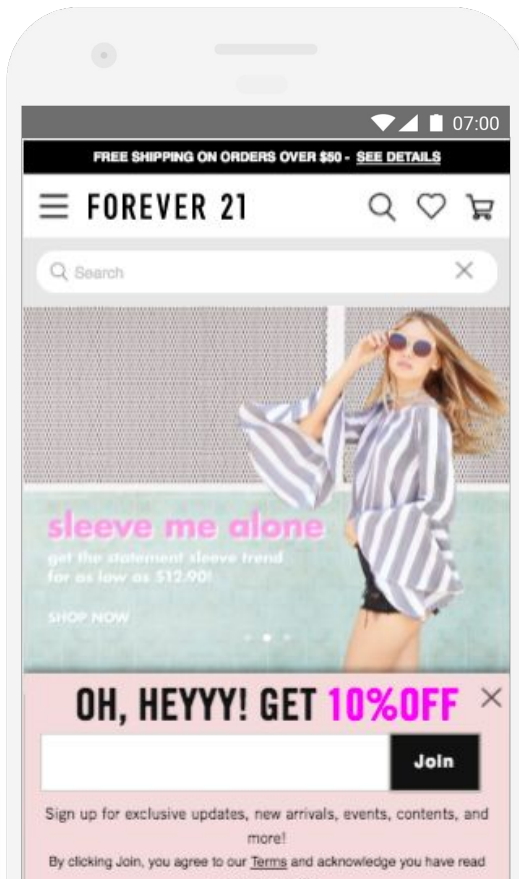 07:00
FREE SHIPPING ON ORDERS OVER $50 - SEE DETAILS
FOREVER 21
Search
sleeve me alone
get the statement sleeve trend
for as low as $12.90!
SHOP NOW
OH, HEYYY! GET 10%OFF
Join
Sign up for exclusive updates, new arrivals, events, contents, and
more!
By clicking Join, you agree to our Terms and acknowledge you have read